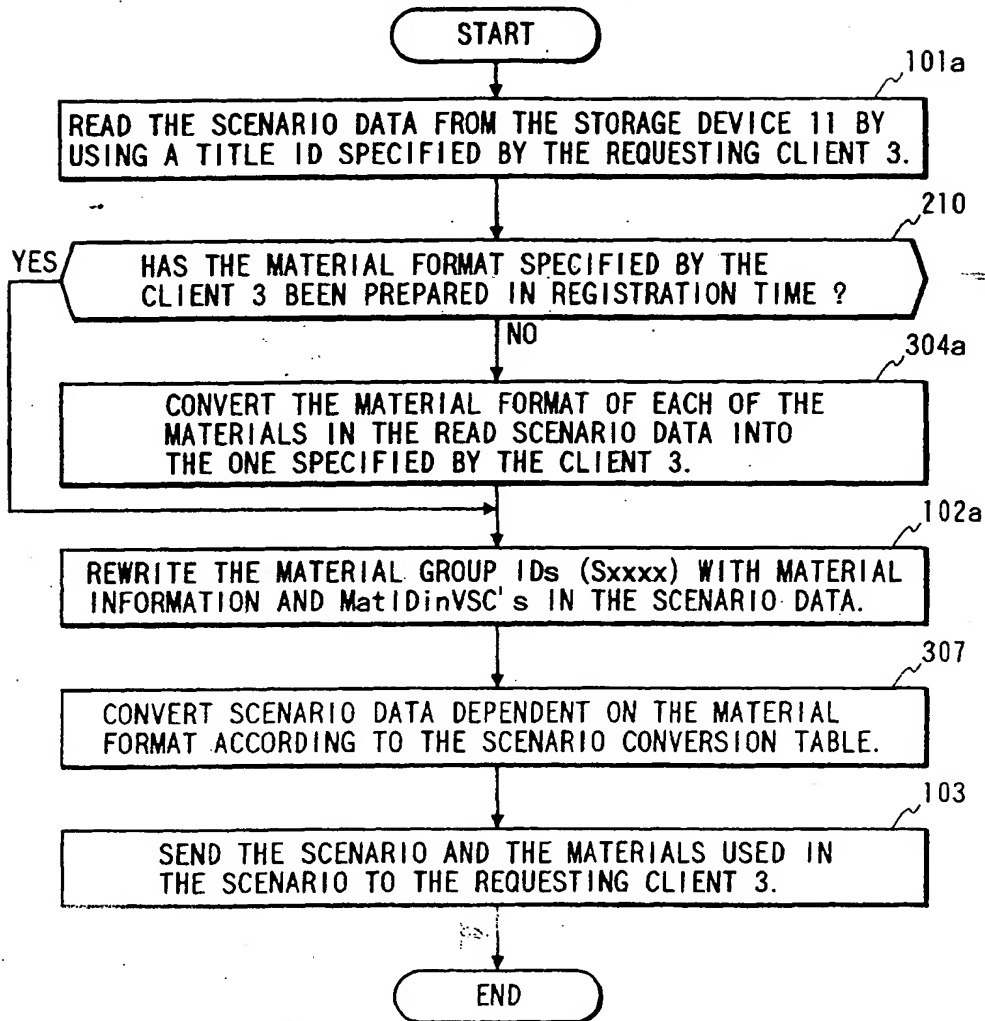 START
101a
READ THE SCENARIO DATA FROM THE STORAGE DEVICE 11 BY
USING A TITLE ID SPECIFIED BY THE REQUESTING CLIENT 3.
210
YES
HAS THE MATERIAL FORMAT SPECIFIED BY THE
CLIENT 3 BEEN PREPARED IN REGISTRATION TIME ?
NO
304a
CONVERT THE MATERIAL FORMAT OF EACH OF THE
MATERIALS IN THE READ SCENARIO DATA INTO
THE ONE SPECIFIED BY THE CLIENT 3.
102a
REWRITE THE MATERIAL GROUP IDs (Sxxxx) WITH MATERIAL
INFORMATION AND MatIDinVSC's IN THE SCENARIO DATA.
307
CONVERT SCENARIO DATA DEPENDENT ON THE MATERIAL
FORMAT ACCORDING TO THE SCENARIO CONVERSION TABLE.
103
SEND THE SCENARIO AND THE MATERIALS USED IN
THE SCENARIO TO THE REQUESTING CLIENT 3.
END